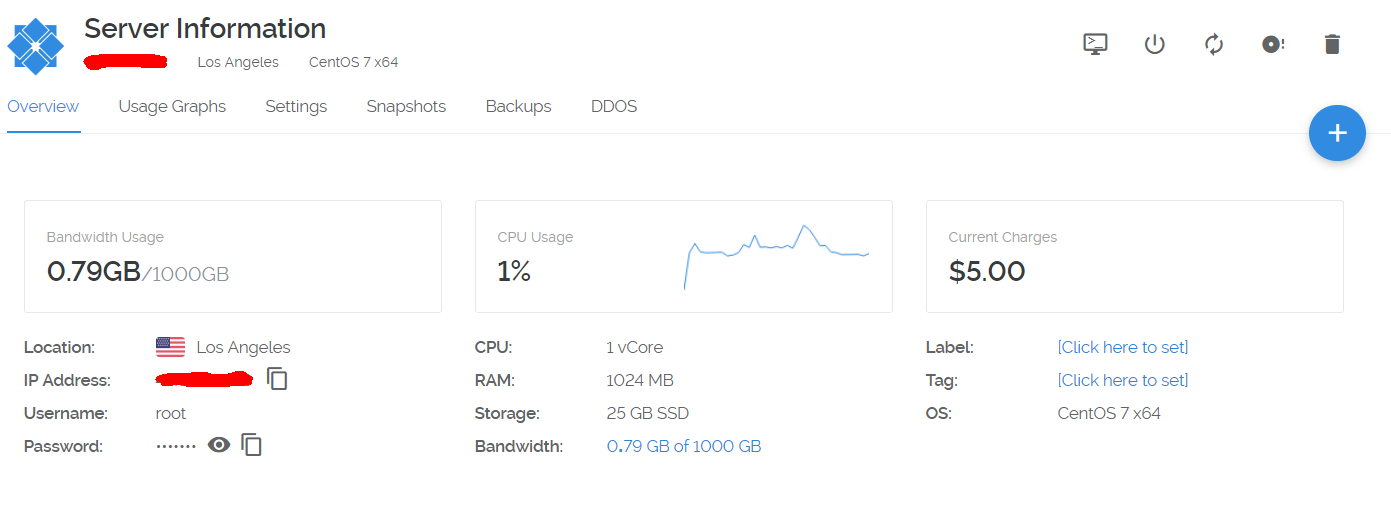 Server Information
Los Angeles CentOS 7 x64
Overview Usage Graphs Settings Snapshots Backups DDOS
Bandwidth Usage
0.79GB/1000GB
CPU Usage
1%
Current Charges
$5.00
Location: Los Angeles
IP Address:
Username: root
Password: ·······
CPU: 1 vCore
RAM: 1024 MB
Storage: 25 GB SSD
Bandwidth: 0.79 GB of 1000 GB
Label: [Click here to set]
Tag: [Click here to set]
OS: CentOS 7 x64